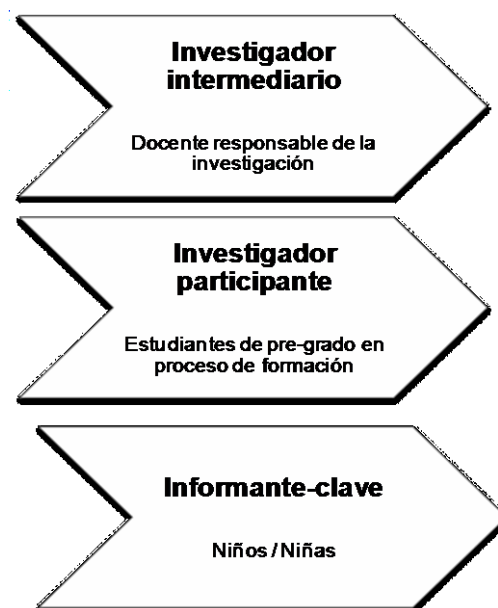 Investigador
intermediario
Docente responsable de la
investigación
Investigador
participante
Estudiantes de pre-grado en
proceso de formación
Informante-clave
Niños / Niñas